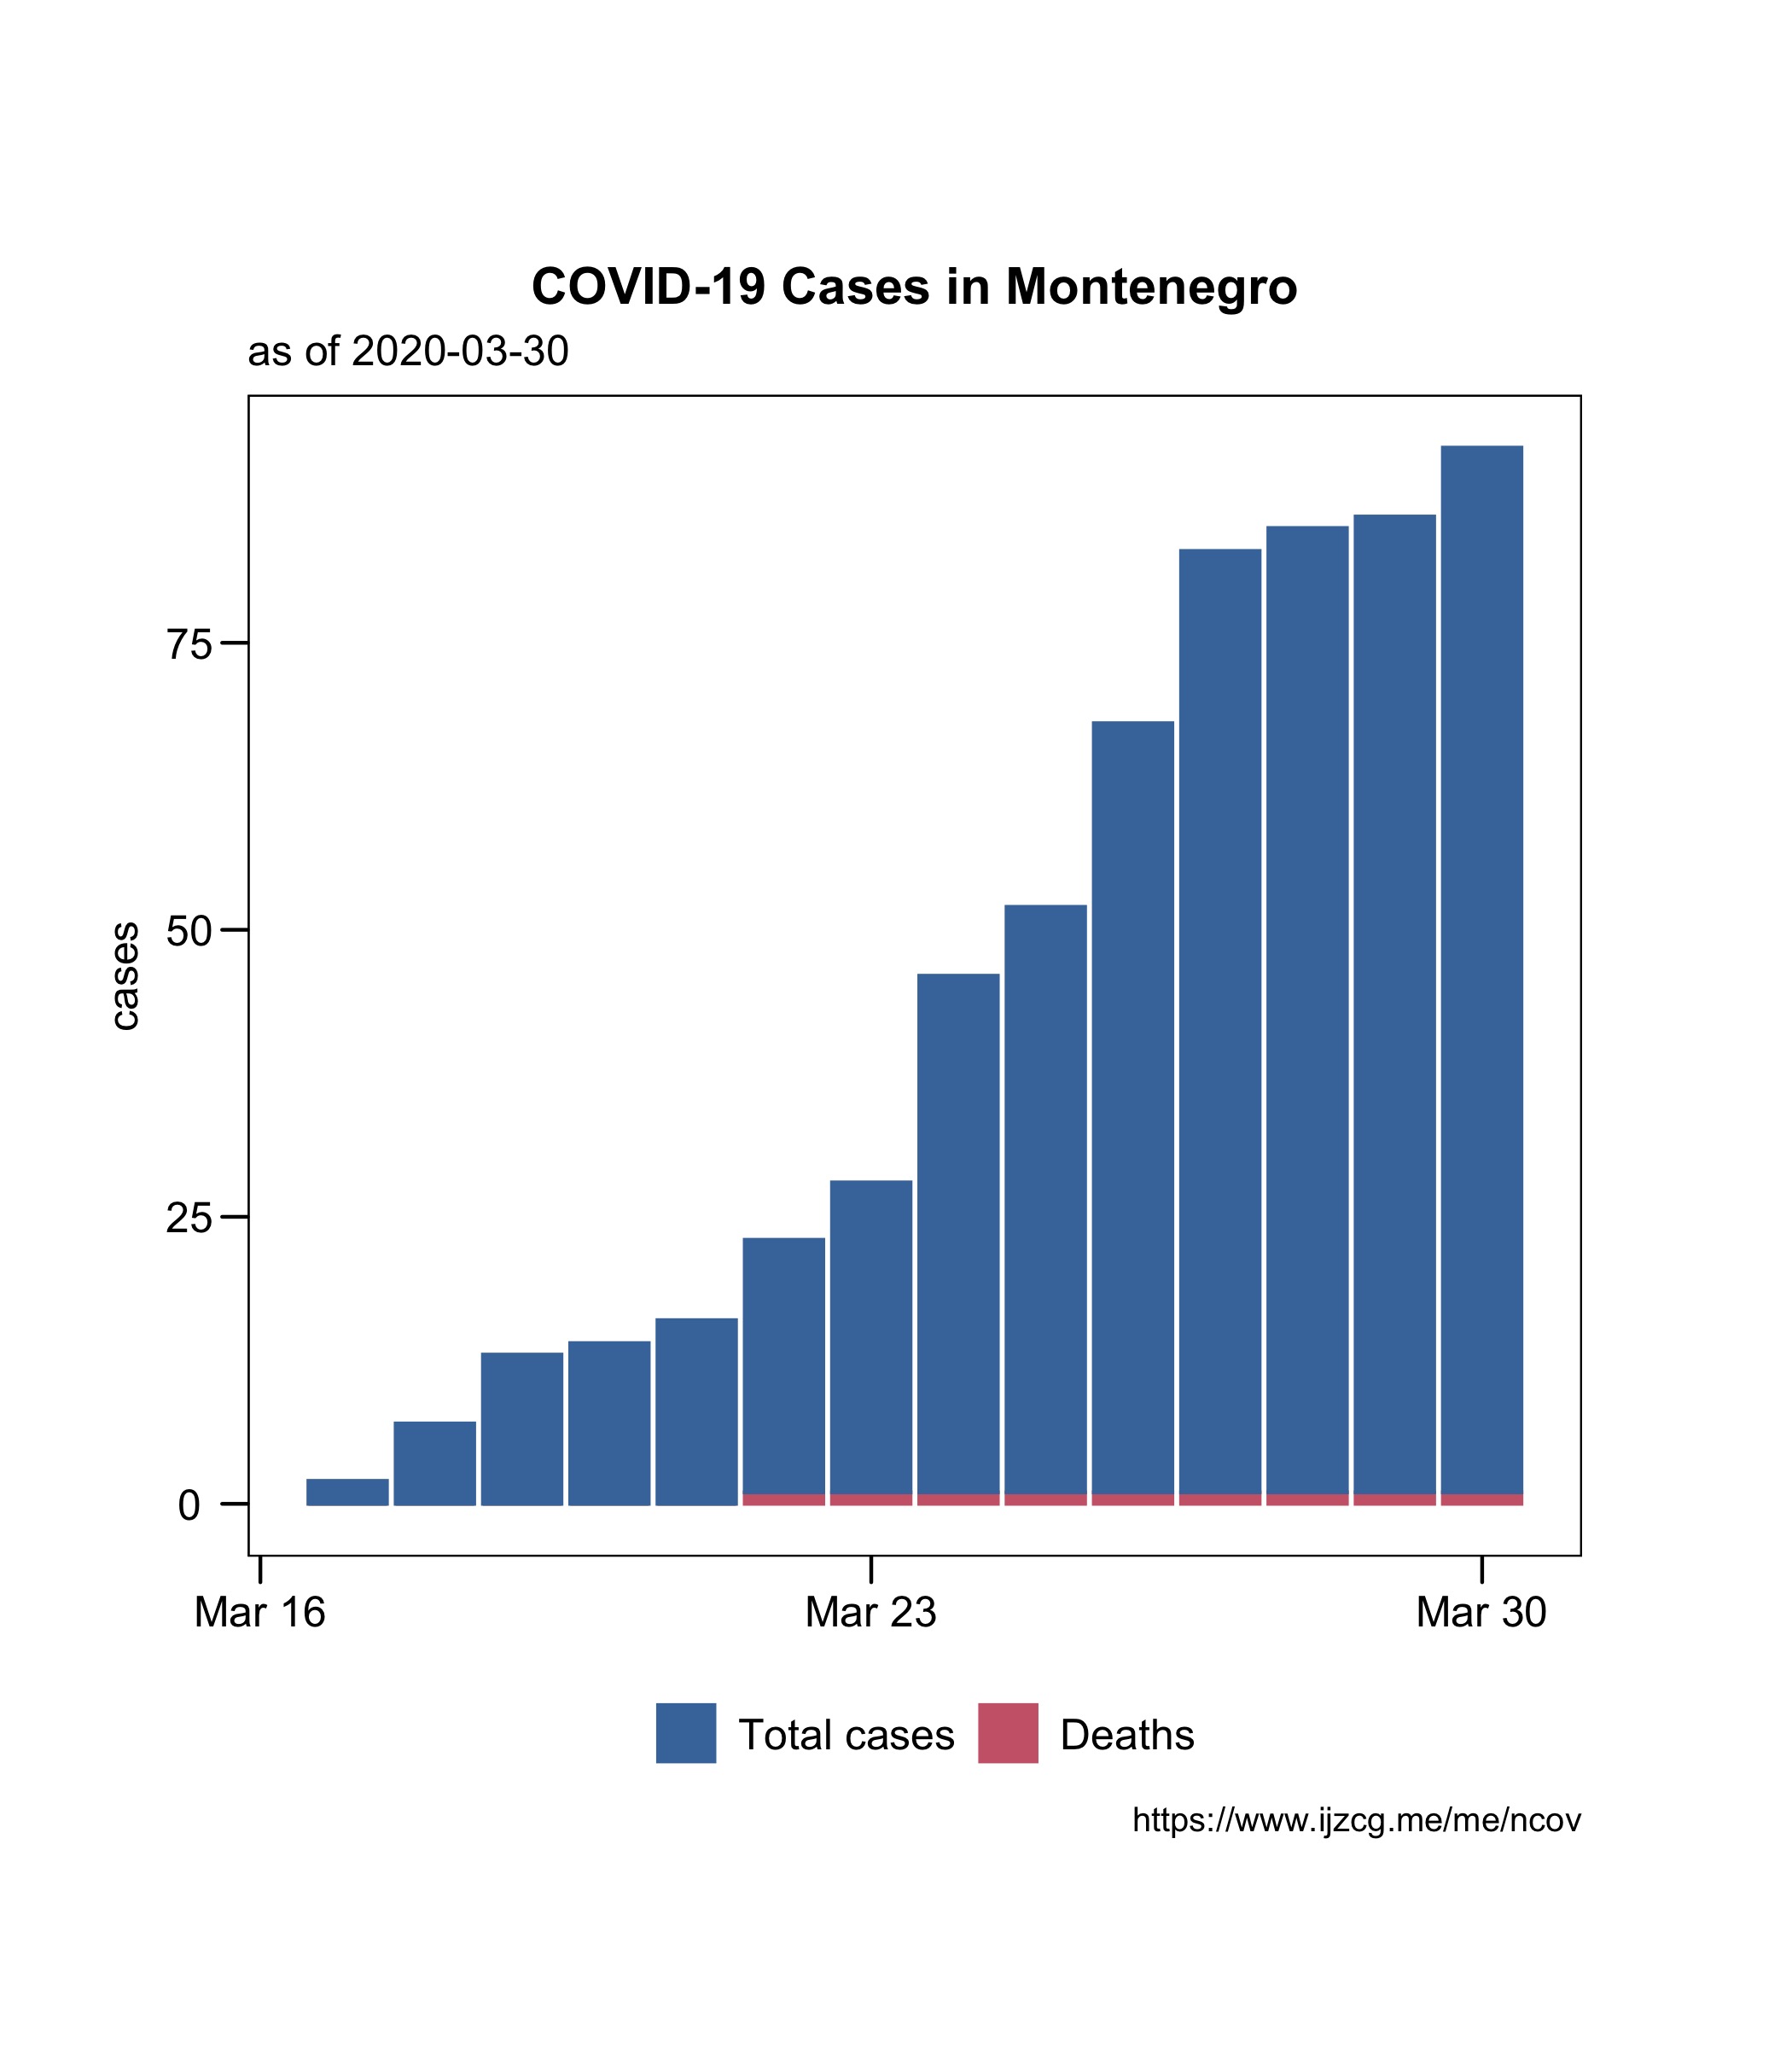 COVID-19 Cases in Montenegro
as of 2020-03-30
cases
75
50
25
0
Mar 16 Mar 23 Mar 30
Total cases Deaths
https://www.ijzcg.me/me/ncov